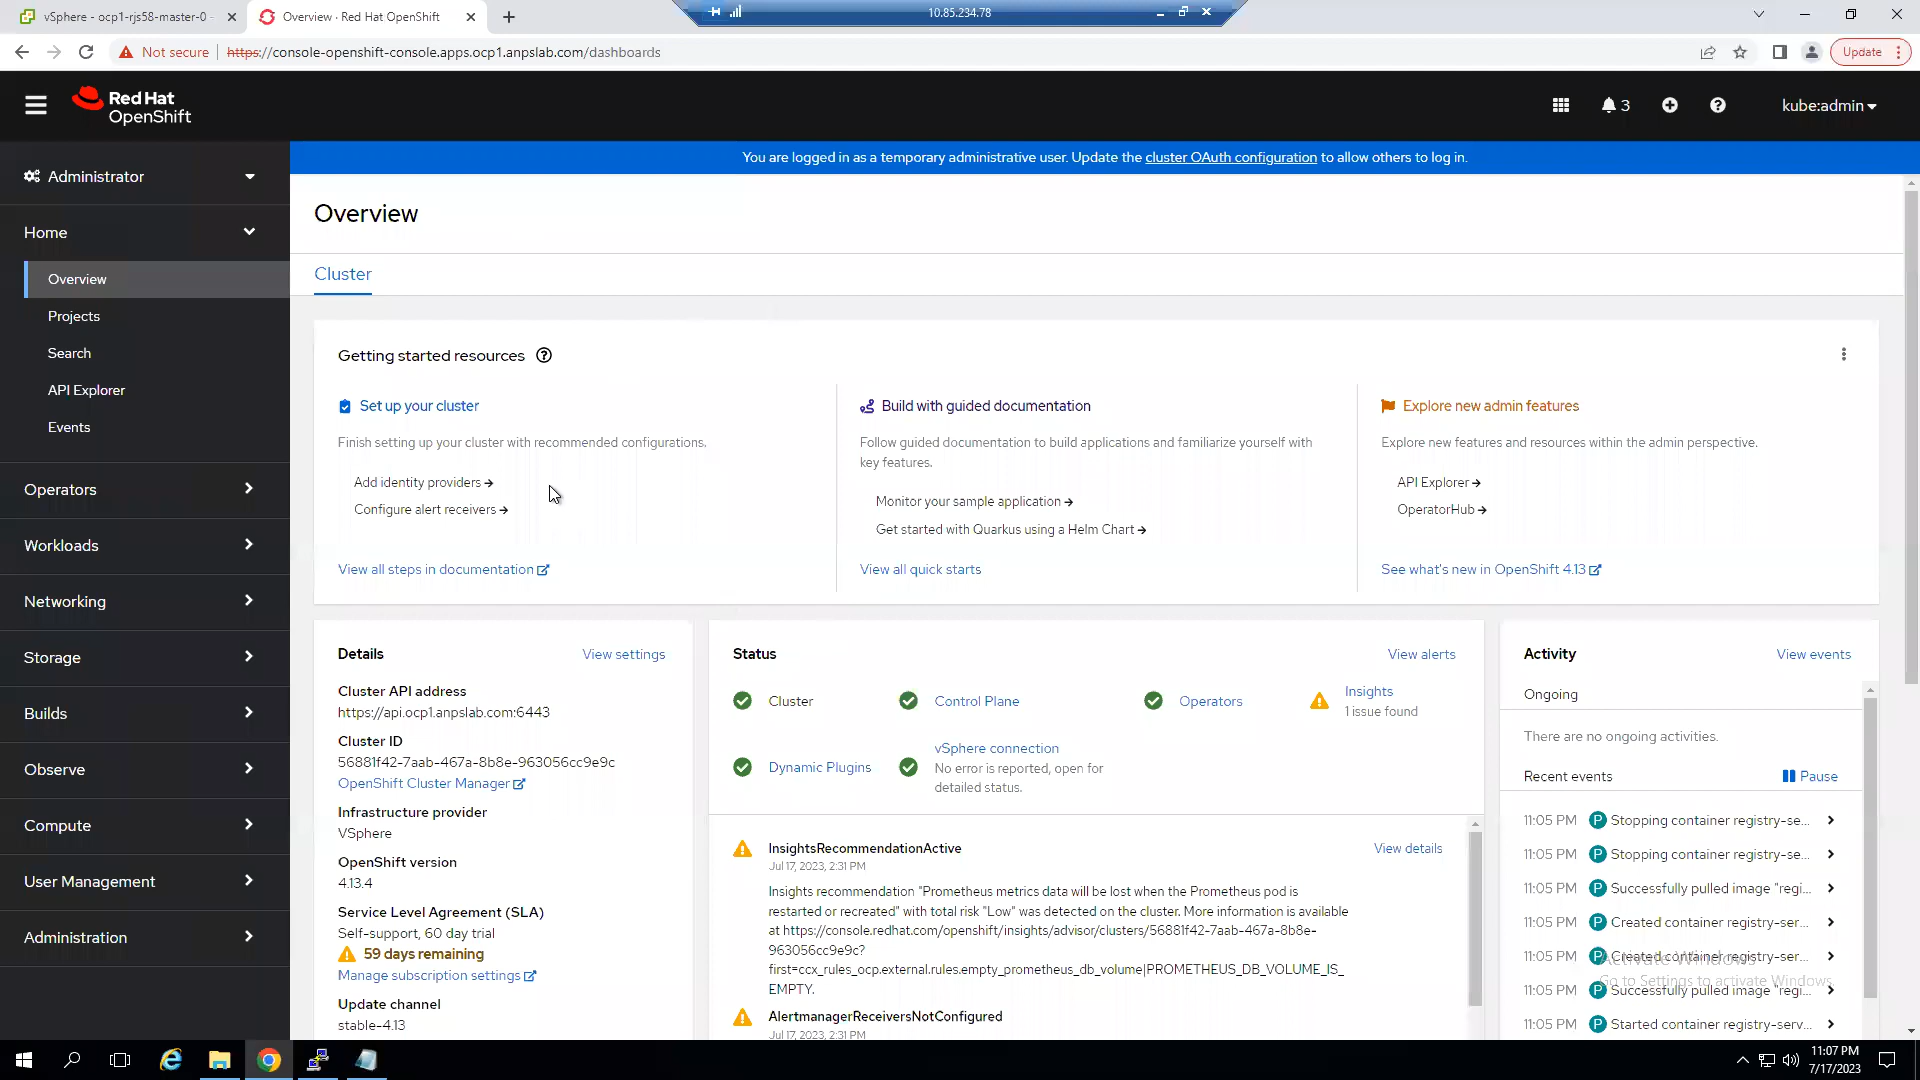 vSphere - ocp1-rjs58-master-0 -
Overview · Red Hat OpenShift
10.85.234.78
Not secure
https://console-openshift-console.apps.ocp1.anpslab.com/dashboards
Update
Red Hat
OpenShift
3
kube:admin
You are logged in as a temporary administrative user. Update the cluster OAuth configuration to allow others to log in.
Administrator
Home
Overview
Projects
Search
API Explorer
Events
Operators
Workloads
Networking
Storage
Builds
Observe
Compute
User Management
Administration
Overview
Cluster
Getting started resources
Set up your cluster
Finish setting up your cluster with recommended configurations.
Add identity providers
Configure alert receivers
View all steps in documentation
Build with guided documentation
Follow guided documentation to build applications and familiarize yourself with
key features.
Monitor your sample application
Get started with Quarkus using a Helm Chart
View all quick starts
Explore new admin features
Explore new features and resources within the admin perspective.
API Explorer
OperatorHub
See what's new in OpenShift 4.13
Details
View settings
Cluster API address
https://api.ocp1.anpslab.com:6443
Cluster ID
56881f42-7aab-467a-8b8e-963056cc9e9c
OpenShift Cluster Manager
Infrastructure provider
VSphere
OpenShift version
4.13.4
Service Level Agreement (SLA)
Self-support, 60 day trial
59 days remaining
Manage subscription settings
Update channel
stable-4.13
Status
View alerts
Cluster
Control Plane
Operators
Insights
1 issue found
Dynamic Plugins
vSphere connection
No error is reported, open for
detailed status.
InsightsRecommendationActive
View details
Jul 17, 2023, 2:31 PM
Insights recommendation "Prometheus metrics data will be lost when the Prometheus pod is
restarted or recreated" with total risk "Low" was detected on the cluster. More information is available
at https://console.redhat.com/openshift/insights/advisor/clusters/56881f42-7aab-467a-8b8e-
963056cc9e9c?
first=ccx_rules_ocp.external.rules.empty_prometheus_db_volume|PROMETHEUS_DB_VOLUME_IS_
EMPTY.
AlertmanagerReceiversNotConfigured
Jul 17, 2023, 2:31 PM
Activity
View events
Ongoing
There are no ongoing activities.
Recent events
Pause
11:05 PM P Stopping container registry-se...
11:05 PM P Stopping container registry-se...
11:05 PM P Successfully pulled image "regi...
11:05 PM P Created container registry-ser...
11:05 PM P Created container registry-ser...
11:05 PM P Successfully pulled image "regi...
11:05 PM P Started container registry-serv...
Activate Windows
Go to Settings to activate Windows.
11:07 PM
7/17/2023